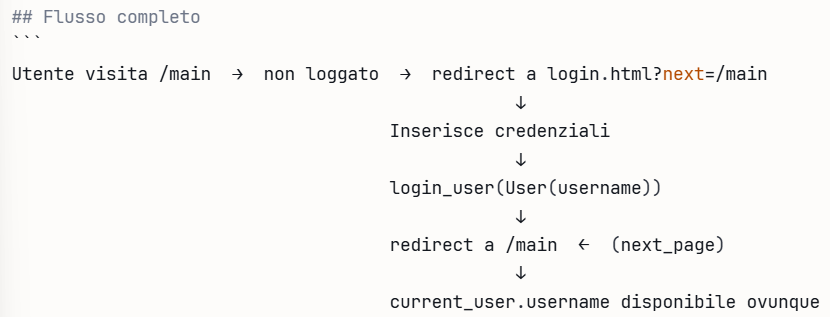 ## Flusso completo
```
Utente visita /main  →  non loggato  →  redirect a login.html?next=/main
↓
Inserisce credenziali
↓
login_user(User(username))
↓
redirect a /main  ←  (next_page)
↓
current_user.username disponibile ovunque